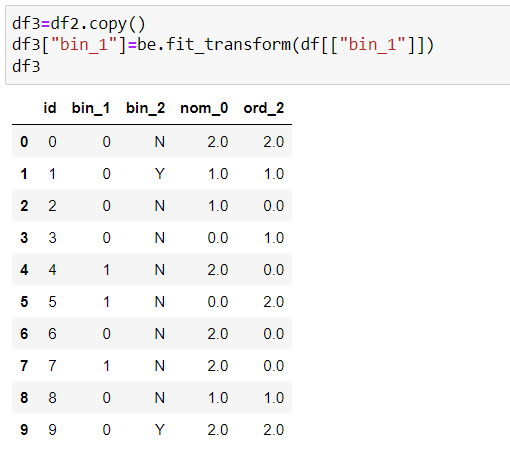 df3=df2.copy()
df3["bin_1"]=be.fit_transform(df[["bin_1"]])
df3
id bin_1 bin_2 nom_0 ord_2
0 0 0 N 2.0 2.0
1 1 0 Y 1.0 1.0
2 2 0 N 1.0 0.0
3 3 0 N 0.0 1.0
4 4 1 N 2.0 0.0
5 5 1 N 0.0 2.0
6 6 0 N 2.0 0.0
7 7 1 N 2.0 0.0
8 8 0 N 1.0 1.0
9 9 0 Y 2.0 2.0